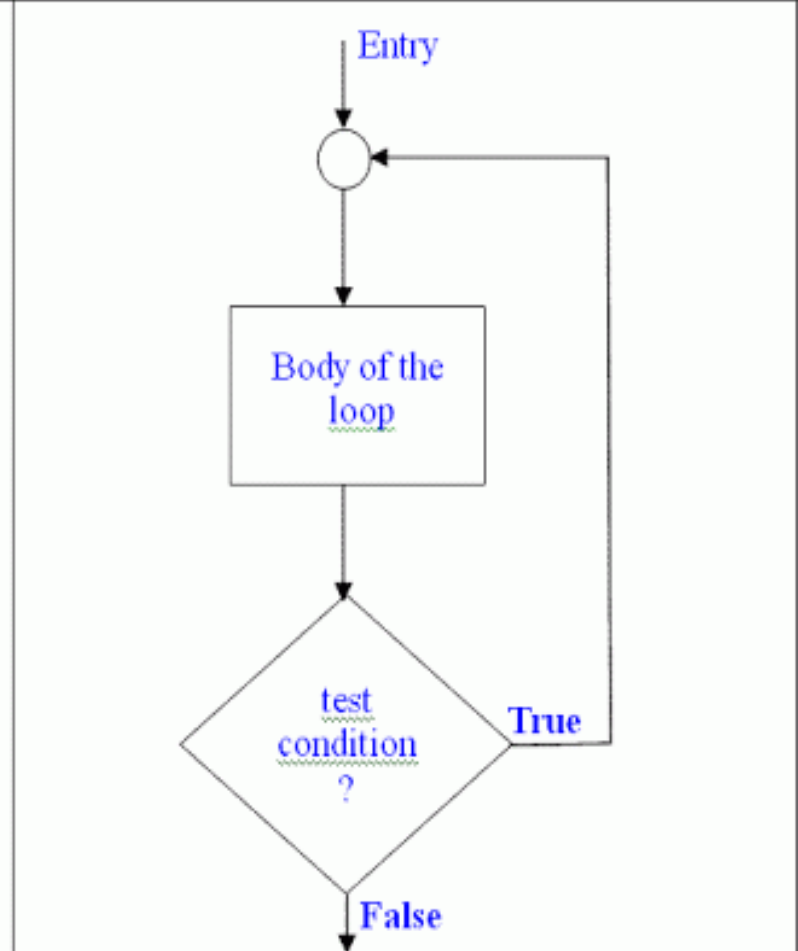 Entry
Body of the
loop
test
condition
?
True
False